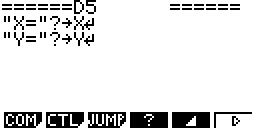 ======D5 ======
"X="?→X↵
"Y="?→Y↵
COM CTL JUMP ? ◢ ▷